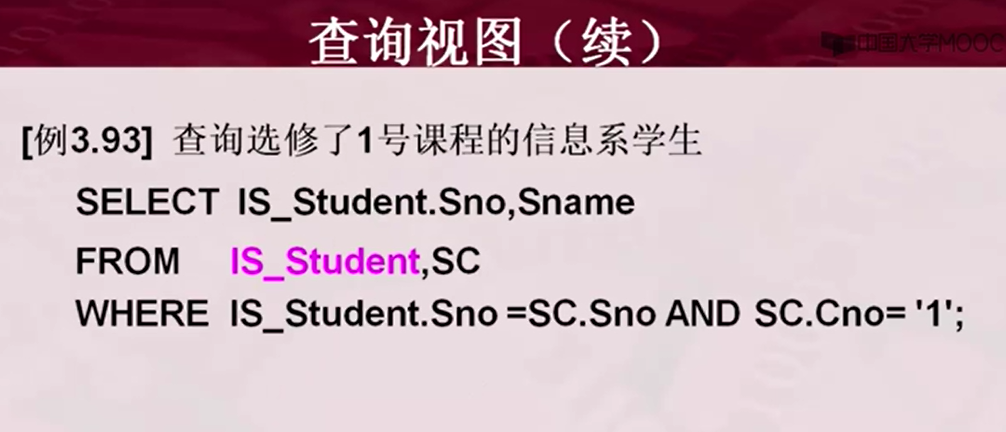 查询视图（续）
中国大学MOOC
[例3.93] 查询选修了1号课程的信息系学生
SELECT IS_Student.Sno,Sname
FROM IS_Student,SC
WHERE IS_Student.Sno =SC.Sno AND SC.Cno= '1';